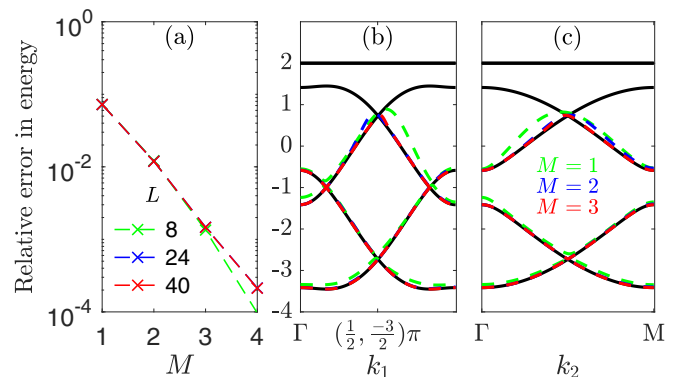 (a)
(b)
(c)
Relative error in energy
10^0
10^-2
10^-4
L
8
24
40
1 2 3 4
M
2
1
0
-1
-2
-3
-4
Γ (1/2, -3/2)π
k_1
M = 1
M = 2
M = 3
Γ M
k_2